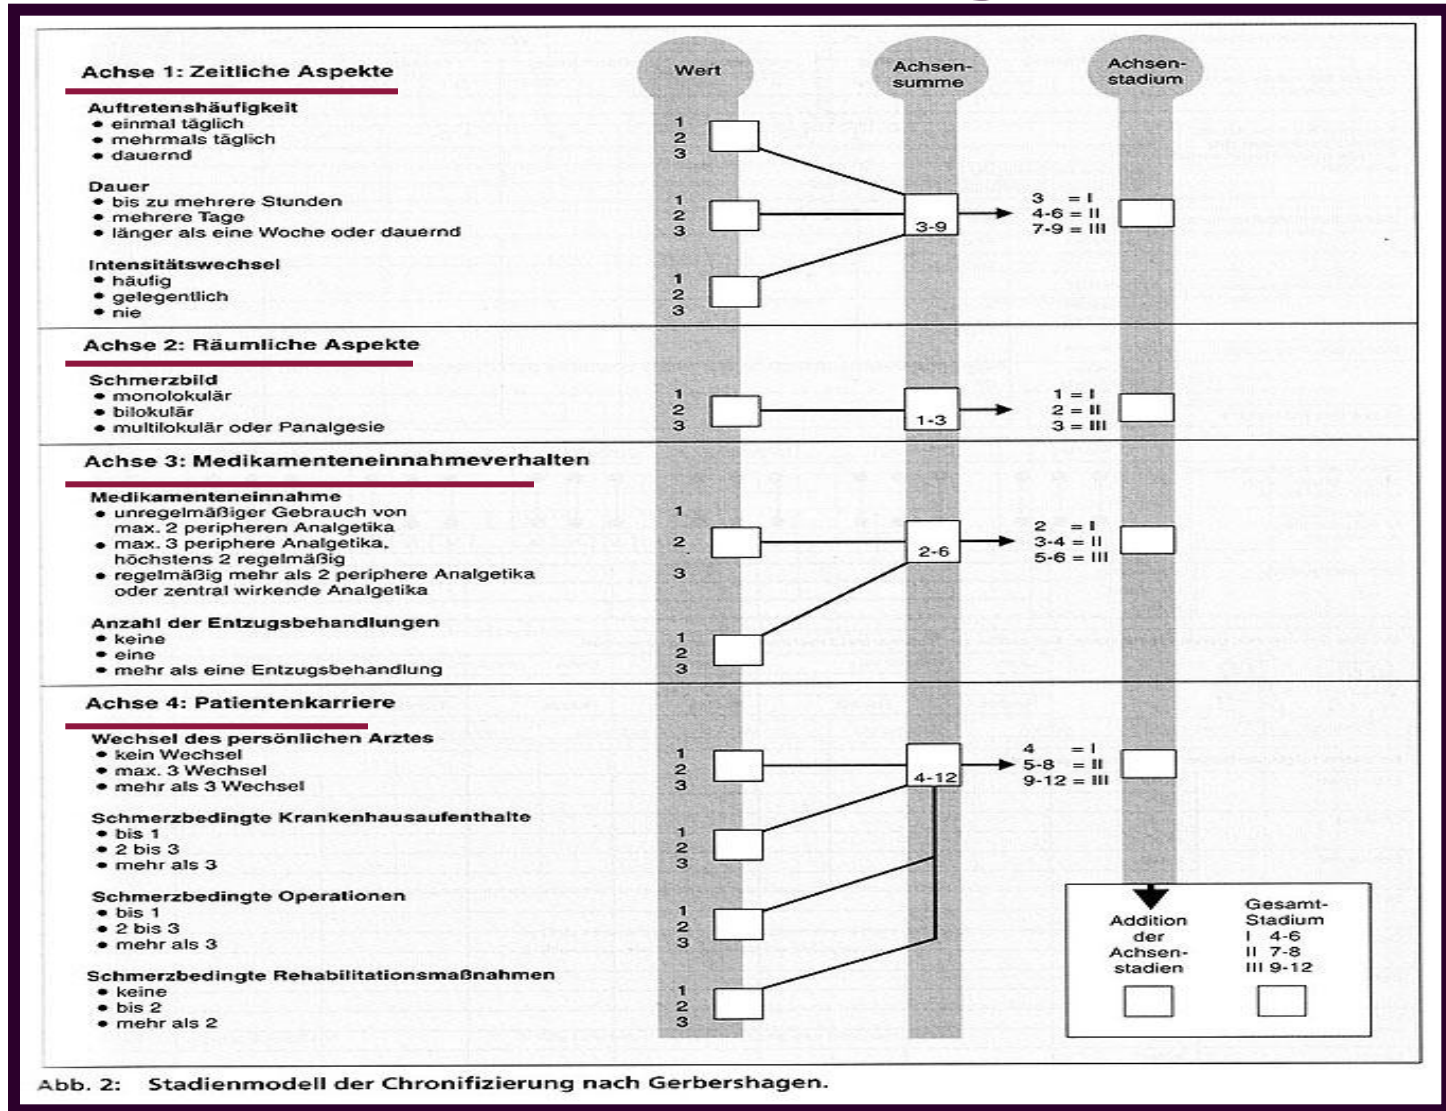 Wert
Achsen-
summe
Achsen-
stadium
Achse 1: Zeitliche Aspekte
Auftretenshäufigkeit
• einmal täglich 1
• mehrmals täglich 2
• dauernd 3
Dauer
• bis zu mehrere Stunden 1
• mehrere Tage 2
• länger als eine Woche oder dauernd 3
3-9
3 = I
4-6 = II
7-9 = III
Intensitätswechsel
• häufig 1
• gelegentlich 2
• nie 3
Achse 2: Räumliche Aspekte
Schmerzbild
• monolokulär 1
• bilokulär 2
• multilokulär oder Panalgesie 3
1-3
1 = I
2 = II
3 = III
Achse 3: Medikamenteneinnahmeverhalten
Medikamenteneinnahme
• unregelmäßiger Gebrauch von 1
max. 2 peripheren Analgetika
• max. 3 periphere Analgetika, 2
höchstens 2 regelmäßig
• regelmäßig mehr als 2 periphere Analgetika 3
oder zentral wirkende Analgetika
2-6
2 = I
3-4 = II
5-6 = III
Anzahl der Entzugsbehandlungen
• keine 1
• eine 2
• mehr als eine Entzugsbehandlung 3
Achse 4: Patientenkarriere
Wechsel des persönlichen Arztes
• kein Wechsel 1
• max. 3 Wechsel 2
• mehr als 3 Wechsel 3
4-12
4 = I
5-8 = II
9-12 = III
Schmerzbedingte Krankenhausaufenthalte
• bis 1 1
• 2 bis 3 2
• mehr als 3 3
Schmerzbedingte Operationen
• bis 1 1
• 2 bis 3 2
• mehr als 3 3
Schmerzbedingte Rehabilitationsmaßnahmen
• keine 1
• bis 2 2
• mehr als 2 3
Addition
der
Achsen-
stadien
Gesamt-
Stadium
I 4-6
II 7-8
III 9-12
Abb. 2: Stadienmodell der Chronifizierung nach Gerbershagen.